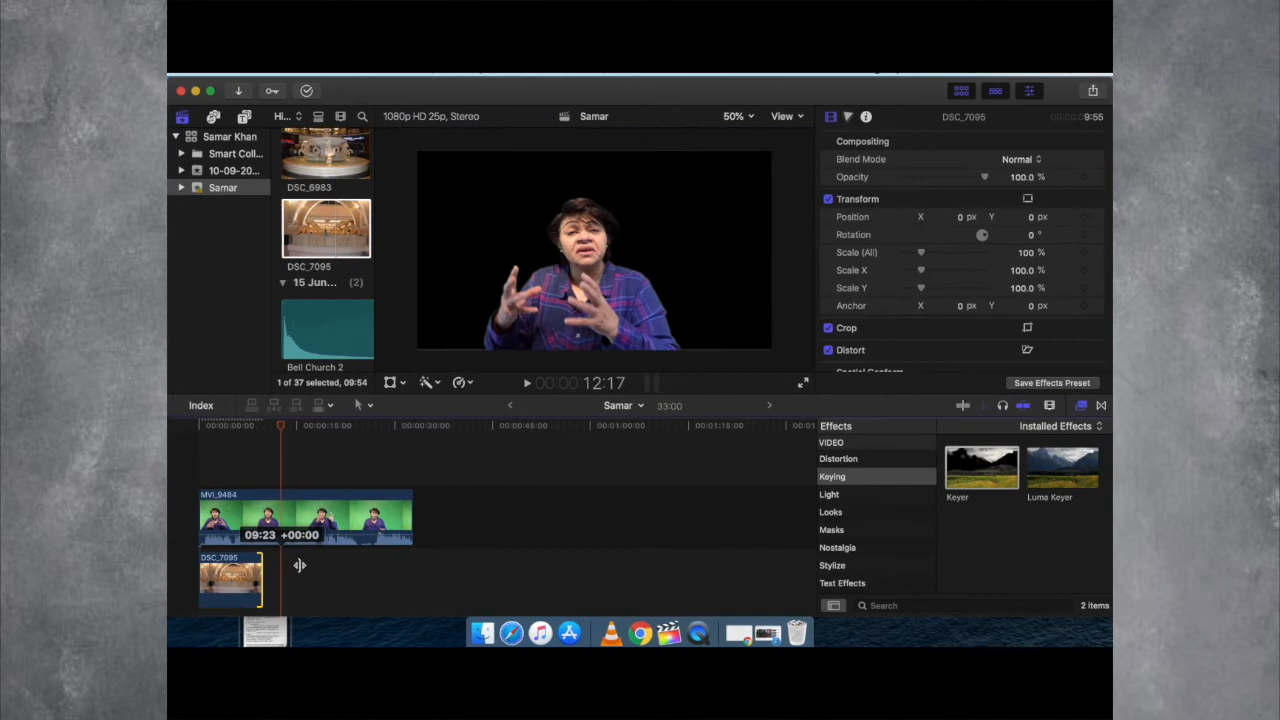 Hi...
1080p HD 25p, Stereo
Samar
50%
View
DSC_7095
9:55
Samar Khan
Smart Coll...
10-09-20...
Samar
DSC_6983
DSC_7095
15 Jun... (2)
Bell Church 2
1 of 37 selected, 09:54
00:00 12:17
Compositing
Blend Mode Normal
Opacity 100.0 %
Transform
Position X 0 px Y 0 px
Rotation 0 °
Scale (All) 100 %
Scale X 100.0 %
Scale Y 100.0 %
Anchor X 0 px Y 0 px
Crop
Distort
Save Effects Preset
Index
Samar 33:00
00:00:00:00 00:00:15:00 00:00:30:00 00:00:45:00 00:01:00:00 00:01:15:00 00:01
MVI_9484
09:23 +00:00
DSC_7095
Effects Installed Effects
VIDEO
Distortion
Keying
Light
Looks
Masks
Nostalgia
Stylize
Text Effects
Keyer
Luma Keyer
Search
2 items